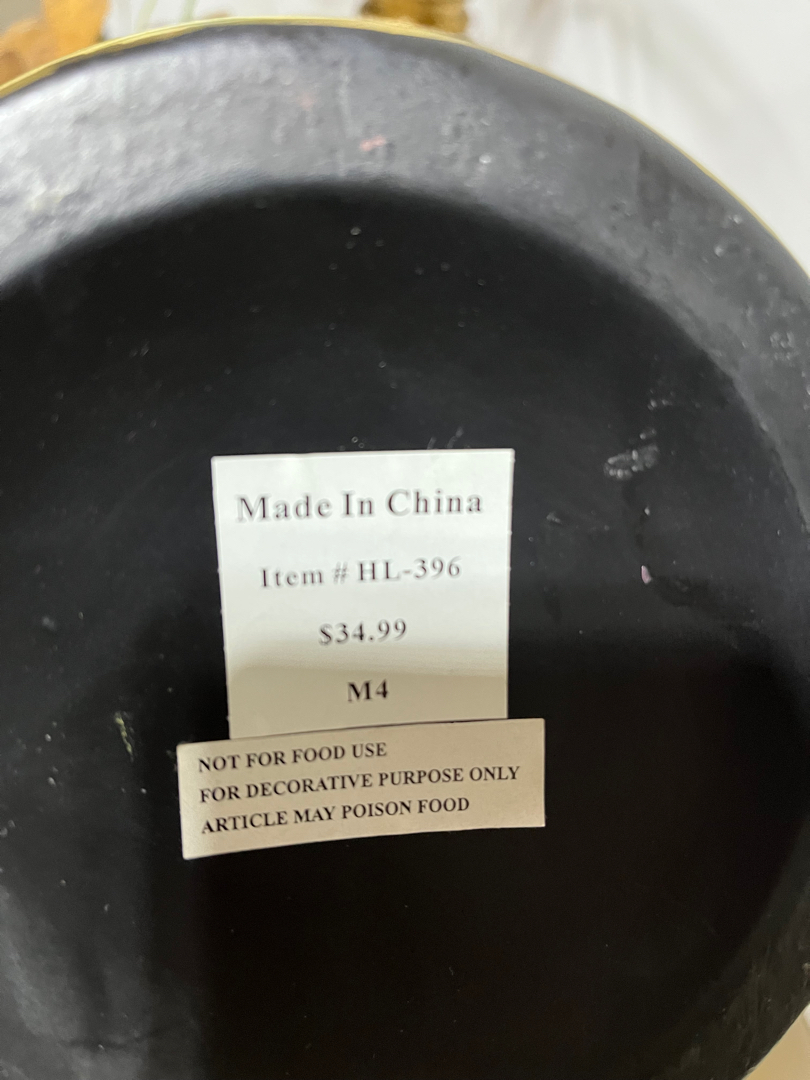 Made In China
Item # HL-396
$34.99
M4
NOT FOR FOOD USE
FOR DECORATIVE PURPOSE ONLY
ARTICLE MAY POISON FOOD